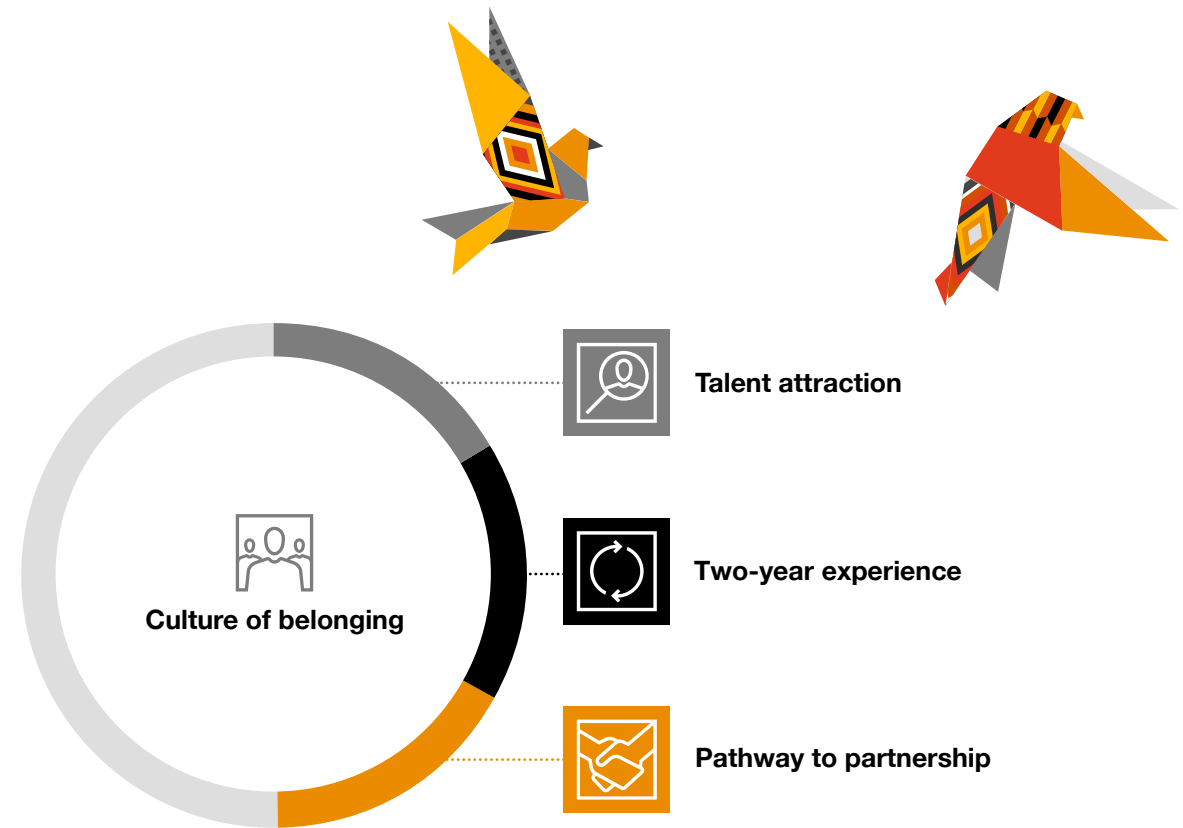 Talent attraction
Culture of belonging
Two-year experience
Pathway to partnership